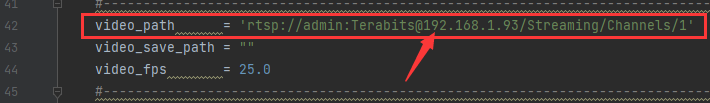 41 #--------------------------------------------------------------
42 video_path = 'rtsp://admin:Terabits@192.168.1.93/Streaming/Channels/1'
43 video_save_path = ""
44 video_fps = 25.0
45 #--------------------------------------------------------------